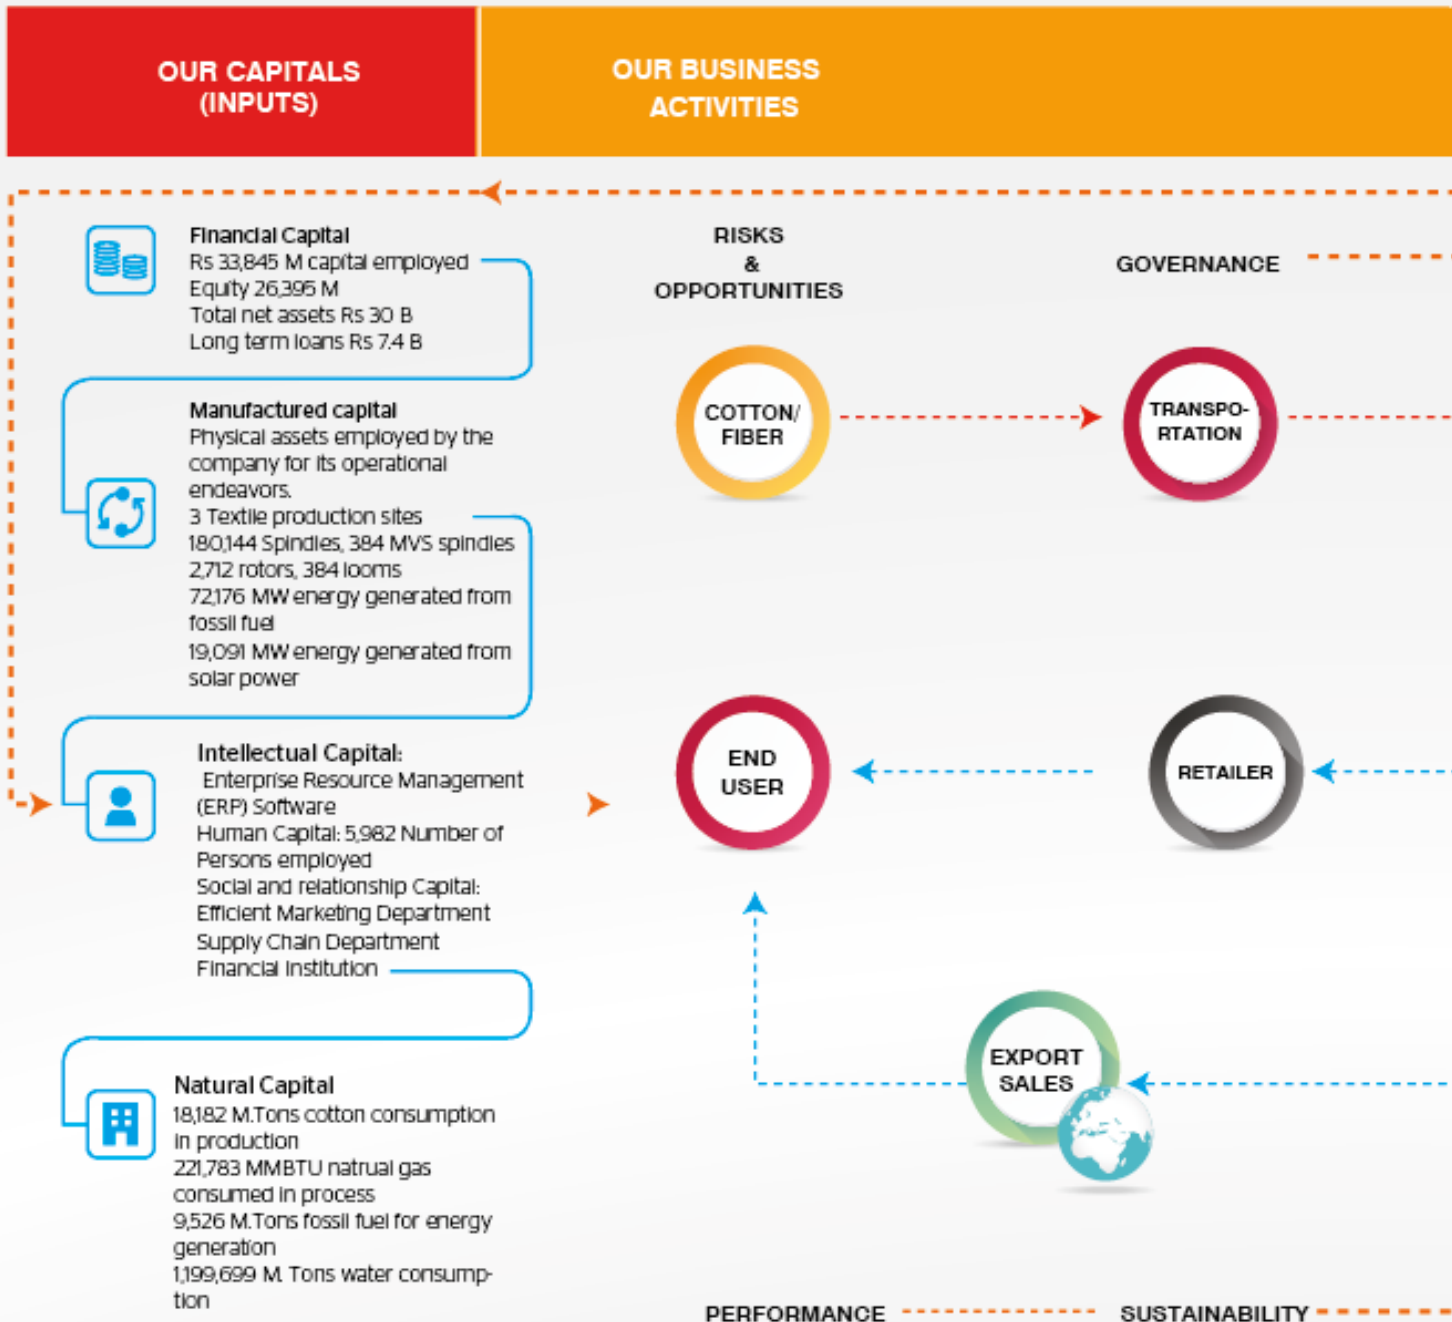 OUR CAPITALS
(INPUTS)
OUR BUSINESS
ACTIVITIES
Financial Capital
Rs 33,845 M capital employed
Equity 26,395 M
Total net assets Rs 30 B
Long term loans Rs 7.4 B
Manufactured capital
Physical assets employed by the
company for its operational
endeavors.
3 Textile production sites
180,144 Spindles, 384 MVS spindles
2,712 rotors, 384 looms
72,176 MW energy generated from
fossil fuel
19,091 MW energy generated from
solar power
Intellectual Capital:
Enterprise Resource Management
(ERP) Software
Human Capital: 5,982 Number of
Persons employed
Social and relationship Capital:
Efficient Marketing Department
Supply Chain Department
Financial Institution
Natural Capital
18,182 M.Tons cotton consumption
in production
221,783 MMBTU natrual gas
consumed in process
9,526 M.Tons fossil fuel for energy
generation
1,199,699 M. Tons water consump-
tion
RISKS
&
OPPORTUNITIES
GOVERNANCE
COTTON/
FIBER
TRANSPO-
RTATION
END
USER
RETAILER
EXPORT
SALES
PERFORMANCE
SUSTAINABILITY